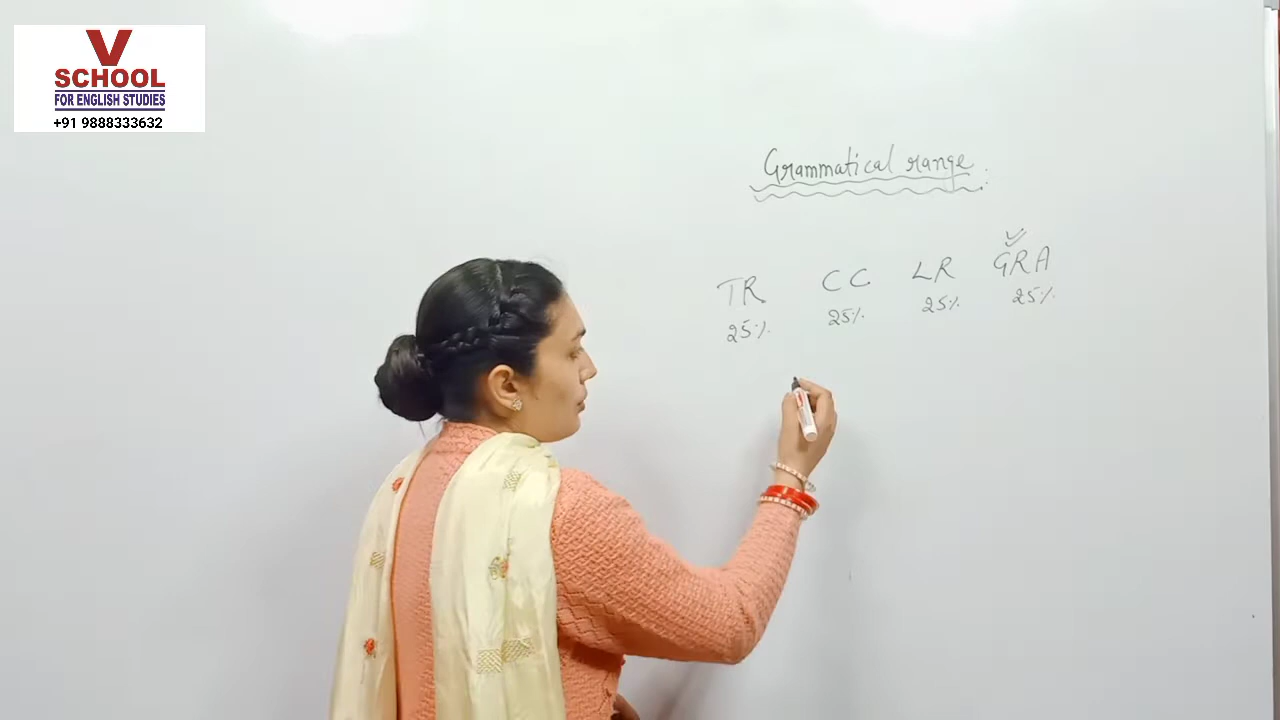 V
SCHOOL
FOR ENGLISH STUDIES
+91 9888333632
Grammatical range :
TR CC LR GRA
25% 25% 25% 25%